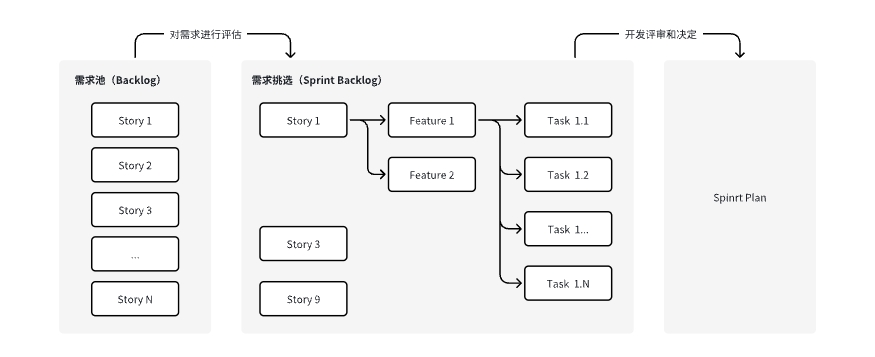 对需求进行评估
开发评审和决定
需求池（Backlog）
Story 1
Story 2
Story 3
...
Story N
需求挑选（Sprint Backlog）
Story 1
Feature 1
Task 1.1
Feature 2
Task 1.2
Story 3
Task 1...
Story 9
Task 1.N
Spinrt Plan